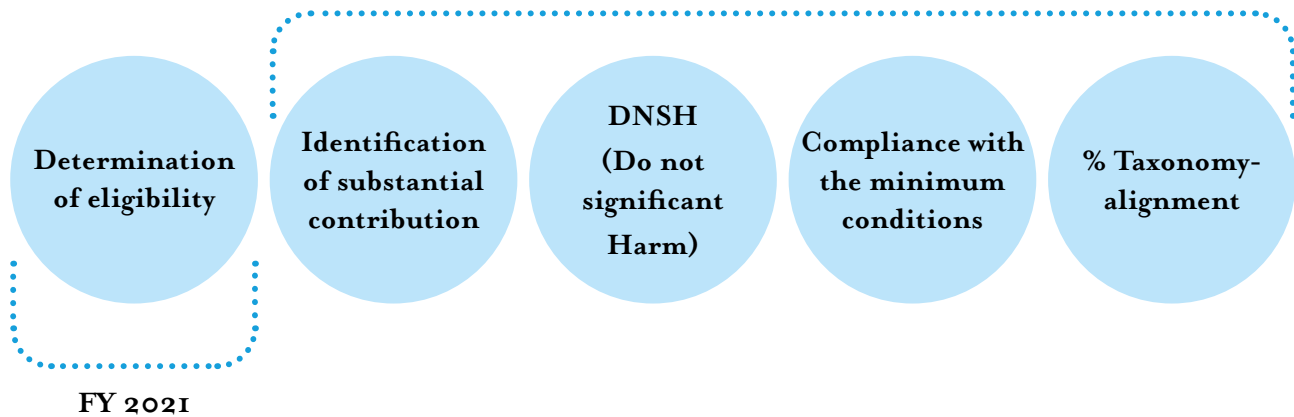 Determination
of eligibility
Identification
of substantial
contribution
DNSH
(Do not
significant
Harm)
Compliance with
the minimum
conditions
% Taxonomy-
alignment
FY 2021